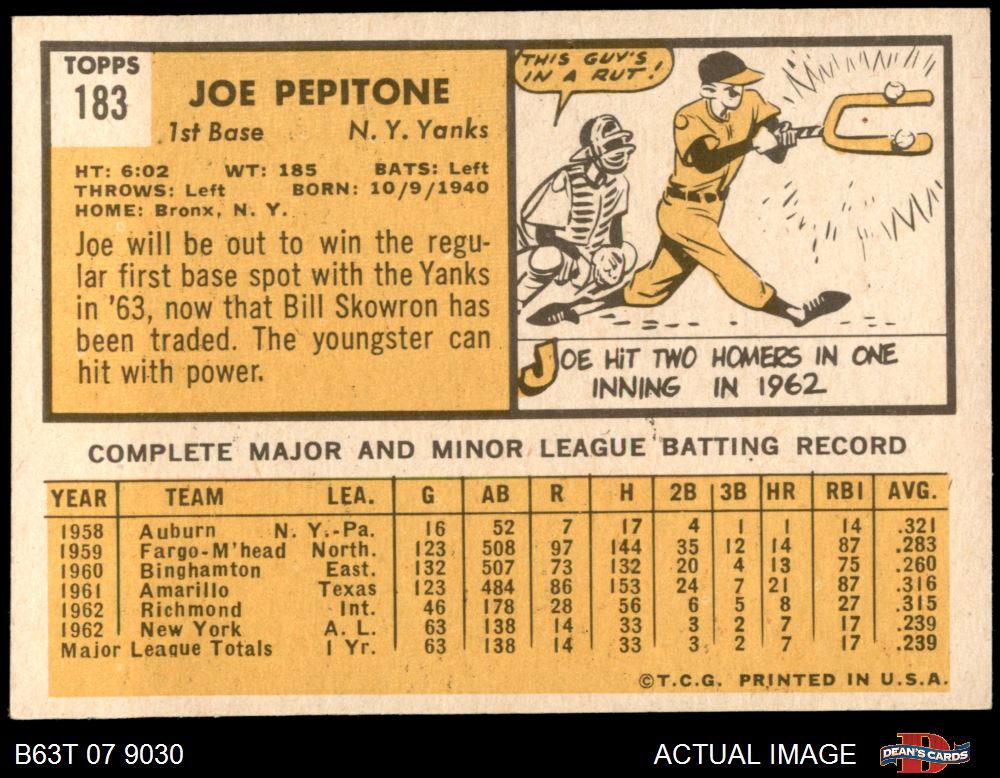 TOPPS
183
JOE PEPITONE
1st Base N. Y. Yanks
HT: 6:02 WT: 185 BATS: Left
THROWS: Left BORN: 10/9/1940
HOME: Bronx, N. Y.
Joe will be out to win the regu-
lar first base spot with the Yanks
in '63, now that Bill Skowron has
been traded. The youngster can
hit with power.
THIS GUY'S
IN A RUT!
JOE HIT TWO HOMERS IN ONE
INNING IN 1962
COMPLETE MAJOR AND MINOR LEAGUE BATTING RECORD
YEAR TEAM LEA. G AB R H 2B 3B HR RBI AVG.
1958 Auburn N. Y.-Pa. 16 52 7 17 4 1 1 14 .321
1959 Fargo-M'head North. 123 508 97 144 35 12 14 87 .283
1960 Binghamton East. 132 507 73 132 20 4 13 75 .260
1961 Amarillo Texas 123 484 86 153 24 7 21 87 .316
1962 Richmond Int. 46 178 28 56 6 5 8 27 .315
1962 New York A. L. 63 138 14 33 3 2 7 17 .239
Major League Totals 1 Yr. 63 138 14 33 3 2 7 17 .239
©T.C.G. PRINTED IN U.S.A.
B63T 07 9030 ACTUAL IMAGE DEAN'S CARDS